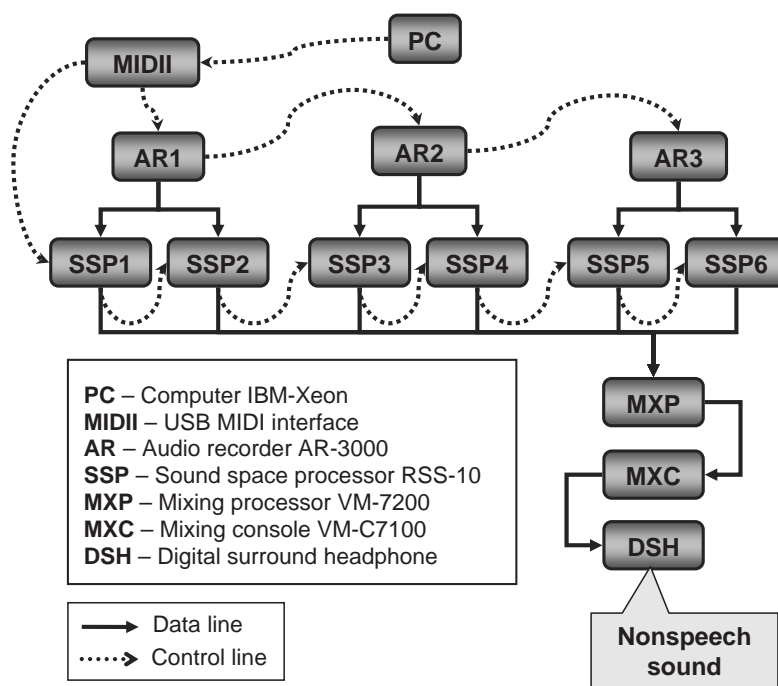 PC
MIDII
AR1
AR2
AR3
SSP1
SSP2
SSP3
SSP4
SSP5
SSP6
PC – Computer IBM-Xeon
MIDII – USB MIDI interface
AR – Audio recorder AR-3000
SSP – Sound space processor RSS-10
MXP – Mixing processor VM-7200
MXC – Mixing console VM-C7100
DSH – Digital surround headphone
MXP
MXC
DSH
Data line
Control line
Nonspeech
sound